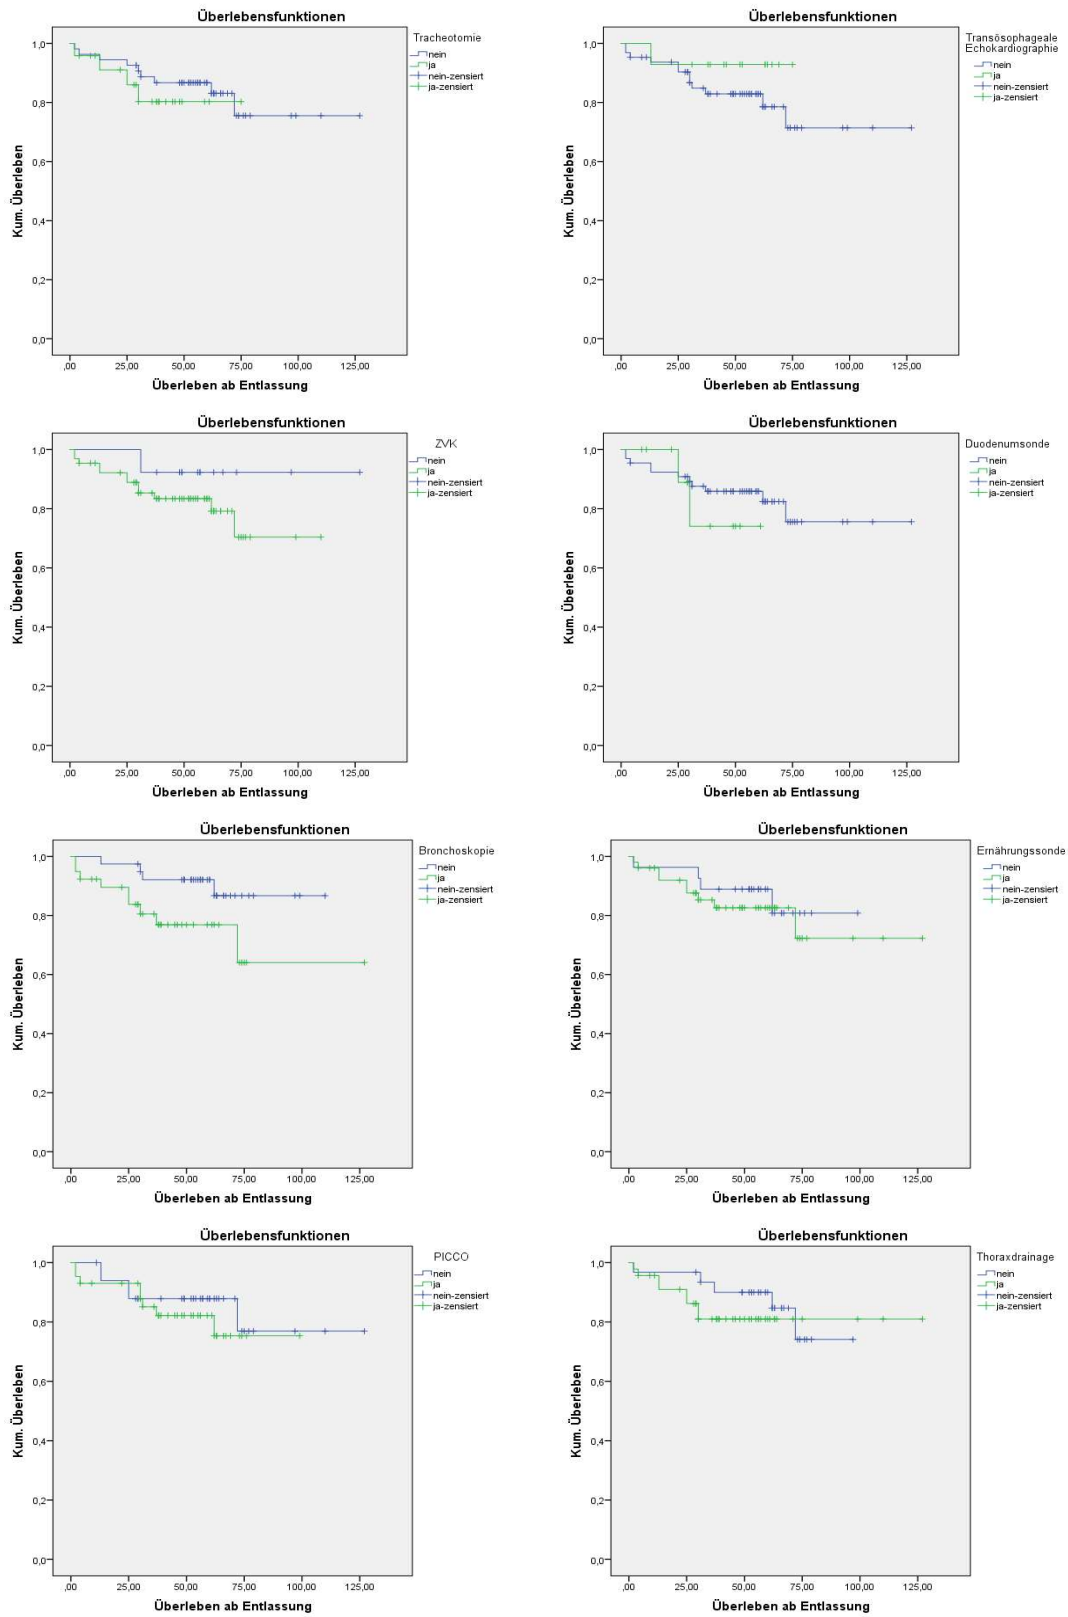 Überlebensfunktionen
Tracheotomie
nein
ja
nein-zensiert
ja-zensiert
1,0
0,8
0,6
0,4
0,2
0,0
Kum. Überleben
,00 25,00 50,00 75,00 100,00 125,00
Überleben ab Entlassung
Überlebensfunktionen
Transösophageale
Echokardiographie
nein
ja
nein-zensiert
ja-zensiert
1,0
0,8
0,6
0,4
0,2
0,0
Kum. Überleben
,00 25,00 50,00 75,00 100,00 125,00
Überleben ab Entlassung
Überlebensfunktionen
ZVK
nein
ja
nein-zensiert
ja-zensiert
1,0
0,8
0,6
0,4
0,2
0,0
Kum. Überleben
,00 25,00 50,00 75,00 100,00 125,00
Überleben ab Entlassung
Überlebensfunktionen
Duodenumsonde
nein
ja
nein-zensiert
ja-zensiert
1,0
0,8
0,6
0,4
0,2
0,0
Kum. Überleben
,00 25,00 50,00 75,00 100,00 125,00
Überleben ab Entlassung
Überlebensfunktionen
Bronchoskopie
nein
ja
nein-zensiert
ja-zensiert
1,0
0,8
0,6
0,4
0,2
0,0
Kum. Überleben
,00 25,00 50,00 75,00 100,00 125,00
Überleben ab Entlassung
Überlebensfunktionen
Ernährungssonde
nein
ja
nein-zensiert
ja-zensiert
1,0
0,8
0,6
0,4
0,2
0,0
Kum. Überleben
,00 25,00 50,00 75,00 100,00 125,00
Überleben ab Entlassung
Überlebensfunktionen
PICCO
nein
ja
nein-zensiert
ja-zensiert
1,0
0,8
0,6
0,4
0,2
0,0
Kum. Überleben
,00 25,00 50,00 75,00 100,00 125,00
Überleben ab Entlassung
Überlebensfunktionen
Thoraxdrainage
nein
ja
nein-zensiert
ja-zensiert
1,0
0,8
0,6
0,4
0,2
0,0
Kum. Überleben
,00 25,00 50,00 75,00 100,00 125,00
Überleben ab Entlassung